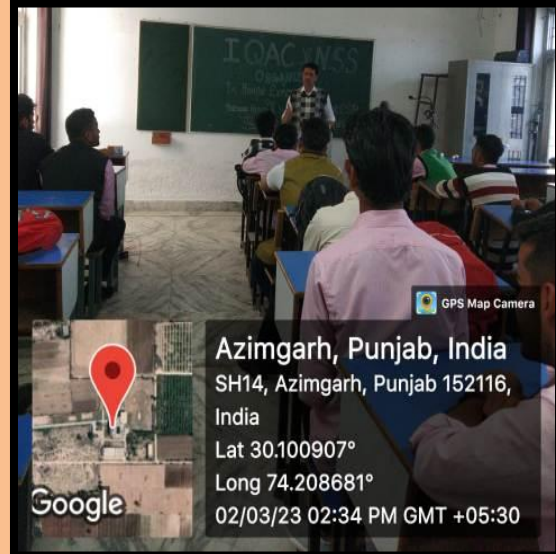 IQAC & NSS
GPS Map Camera
Azimgarh, Punjab, India
SH14, Azimgarh, Punjab 152116,
India
Lat 30.100907°
Long 74.208681°
02/03/23 02:34 PM GMT +05:30
Google